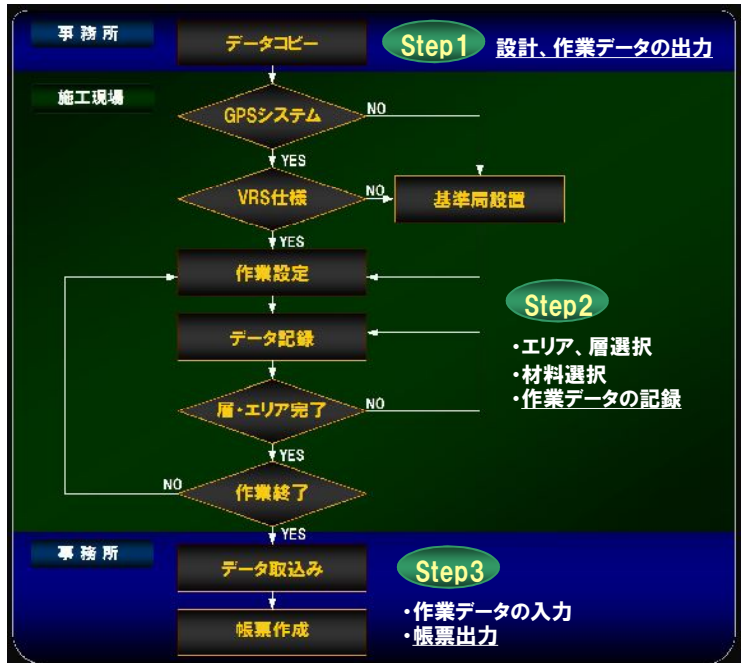 事務所
データコピー
Step1 設計、作業データの出力
施工現場
GPSシステム
NO
YES
VRS仕様
NO
基準局設置
YES
作業設定
Step2
データ記録
・エリア、層選択
・材料選択
・作業データの記録
層・エリア完了
NO
YES
NO
作業終了
YES
事務所
データ取込み
Step3
・作業データの入力
・帳票出力
帳票作成